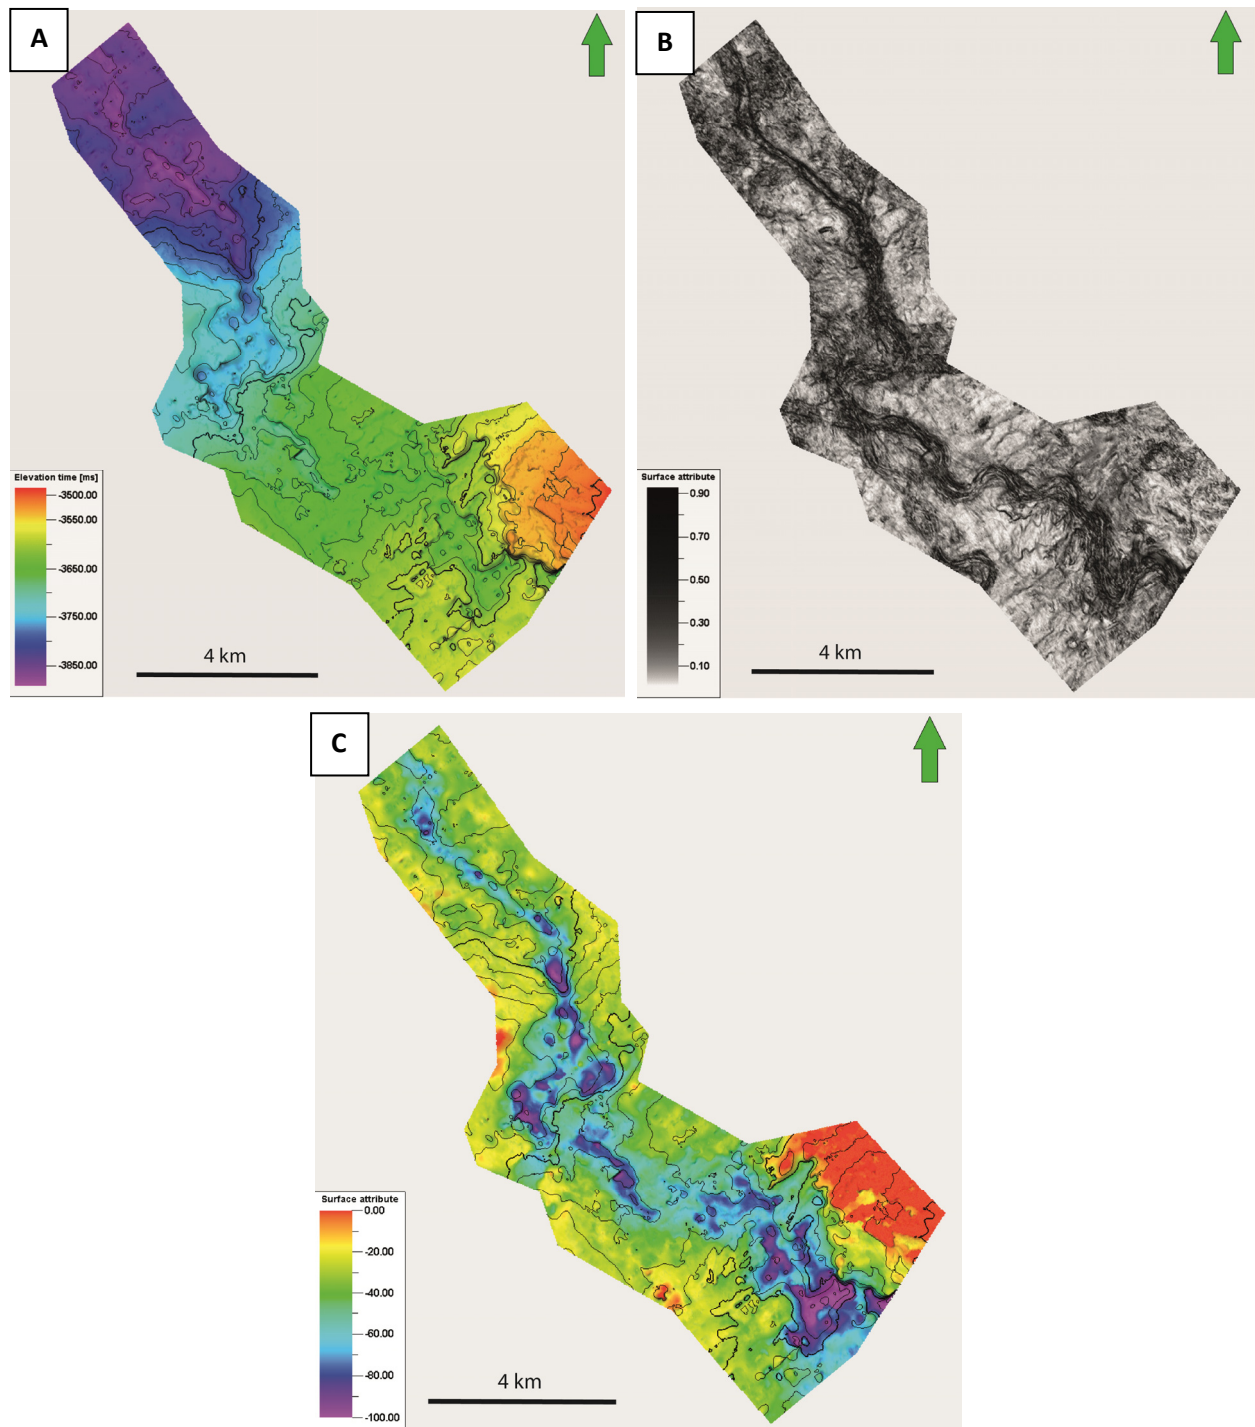 A
Elevation time [ms]
-3500.00
-3550.00
-3650.00
-3750.00
-3850.00
4 km
B
Surface attribute
0.90
0.70
0.50
0.30
0.10
4 km
C
Surface attribute
0.00
-20.00
-40.00
-60.00
-80.00
-100.00
4 km